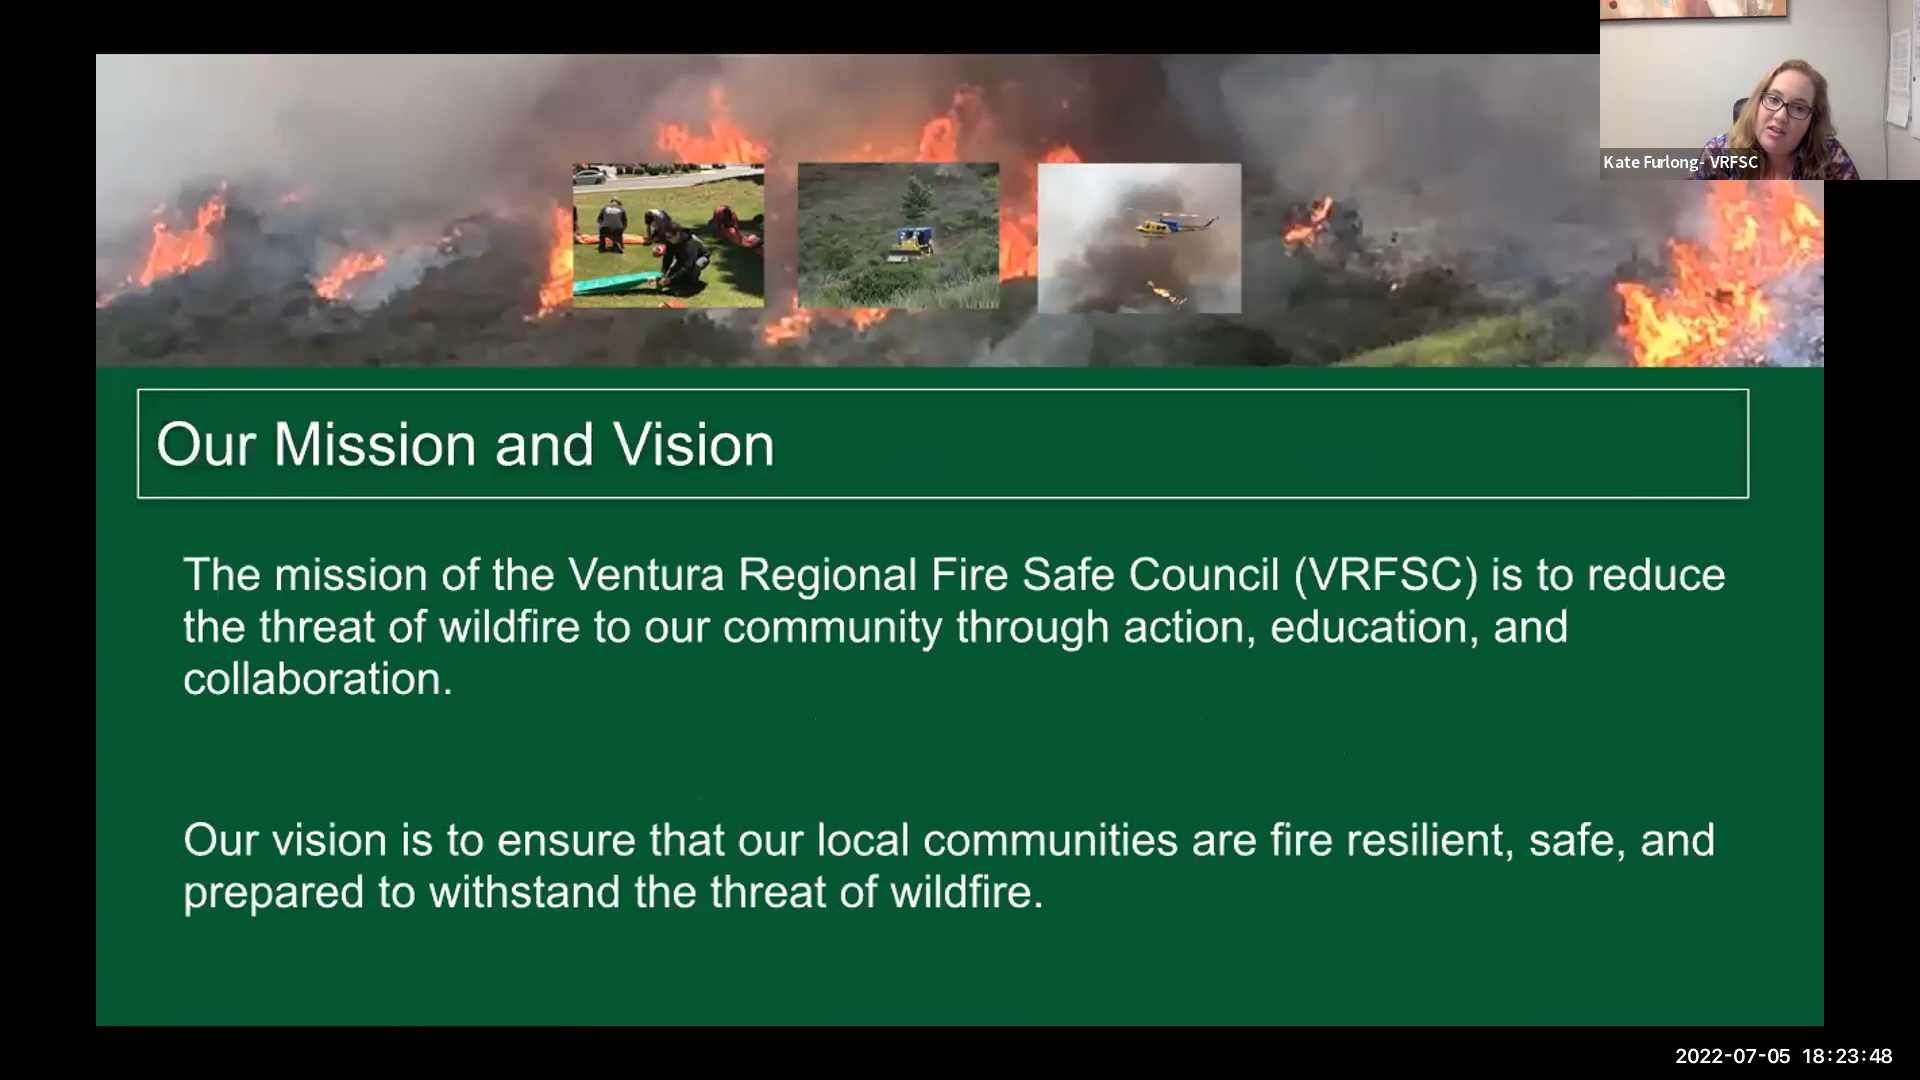 Kate Furlong- VRFSC
Our Mission and Vision
The mission of the Ventura Regional Fire Safe Council (VRFSC) is to reduce
the threat of wildfire to our community through action, education, and
collaboration.
Our vision is to ensure that our local communities are fire resilient, safe, and
prepared to withstand the threat of wildfire.
2022-07-05 18:23:48